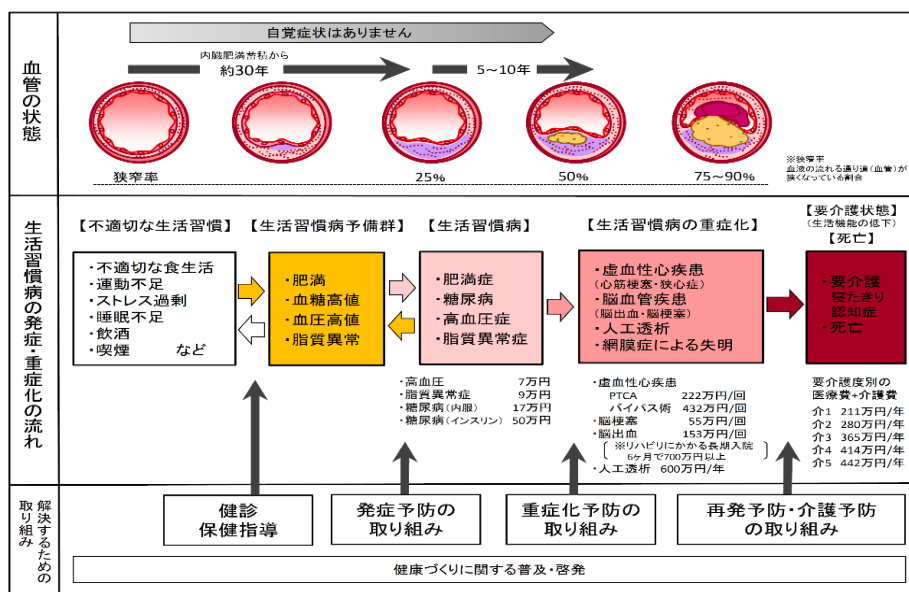 血管の状態
自覚症状はありません
内臓肥満蓄積から
約30年
5～10年
狭窄率
25%
50%
75～90%
※狭窄率
血液の流れる通り道(血管)が
狭くなっている割合
生活習慣病の発症・重症化の流れ
【不適切な生活習慣】
・不適切な食生活
・運動不足
・ストレス過剰
・睡眠不足
・飲酒
・喫煙 など
【生活習慣病予備群】
・肥満
・血糖高値
・血圧高値
・脂質異常
【生活習慣病】
・肥満症
・糖尿病
・高血圧症
・脂質異常症
・高血圧 7万円
・脂質異常症 9万円
・糖尿病(内服) 17万円
・糖尿病(インスリン) 50万円
【生活習慣病の重症化】
・虚血性心疾患
(心筋梗塞・狭心症)
・脳血管疾患
(脳出血・脳梗塞)
・人工透析
・網膜症による失明
・虚血性心疾患
PTCA 222万円/回
バイパス術 432万円/回
・脳梗塞 55万円/回
・脳出血 153万円/回
※リハビリにかかる長期入院
6ヶ月で700万円以上
・人工透析 600万円/年
【要介護状態】
(生活機能の低下)
【死亡】
・要介護
寝たきり
認知症
・死亡
要介護度別の
医療費+介護費
介1 211万円/年
介2 280万円/年
介3 365万円/年
介4 414万円/年
介5 442万円/年
解決するための
取り組み
健診
保健指導
発症予防の
取り組み
重症化予防の
取り組み
再発予防・介護予防
の取り組み
健康づくりに関する普及・啓発